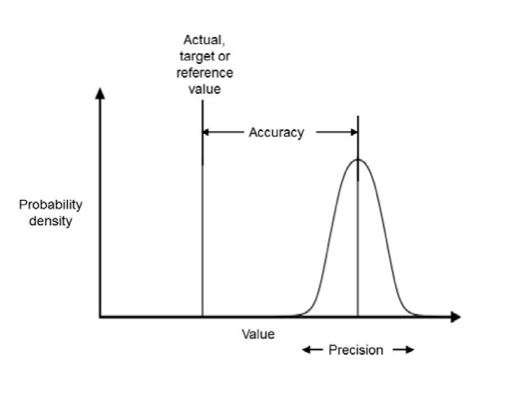 Actual,
target or
reference
value
Accuracy
Probability
density
Value
Precision